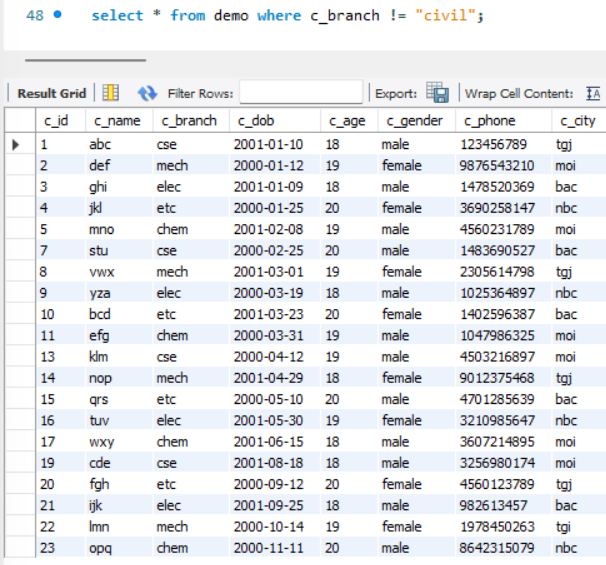 48 select * from demo where c_branch != "civil";
Result Grid Filter Rows: Export: Wrap Cell Content: IA
c_id c_name c_branch c_dob c_age c_gender c_phone c_city
1 abc cse 2001-01-10 18 male 123456789 tgj
2 def mech 2000-01-12 19 female 9876543210 moi
3 ghi elec 2001-01-09 18 male 1478520369 bac
4 jkl etc 2000-01-25 20 female 3690258147 nbc
5 mno chem 2001-02-08 19 male 4560231789 moi
7 stu cse 2000-02-25 20 male 1483690527 bac
8 vwx mech 2001-03-01 19 female 2305614798 tgj
9 yza elec 2000-03-19 18 male 1025364897 nbc
10 bcd etc 2001-03-23 20 female 1402596387 bac
11 efg chem 2000-03-31 19 male 1047986325 moi
13 klm cse 2000-04-12 19 male 4503216897 moi
14 nop mech 2001-04-29 18 female 9012375468 tgj
15 qrs etc 2000-05-10 20 male 4701285639 bac
16 tuv elec 2001-05-30 19 female 3210985647 nbc
17 wxy chem 2001-06-15 18 male 3607214895 moi
19 cde cse 2001-08-18 18 male 3256980174 moi
20 fgh etc 2000-09-12 20 female 4560123789 tgj
21 ijk elec 2001-09-25 18 male 982613457 bac
22 lmn mech 2000-10-14 19 female 1978450263 tgi
23 opq chem 2000-11-11 20 male 8642315079 nbc